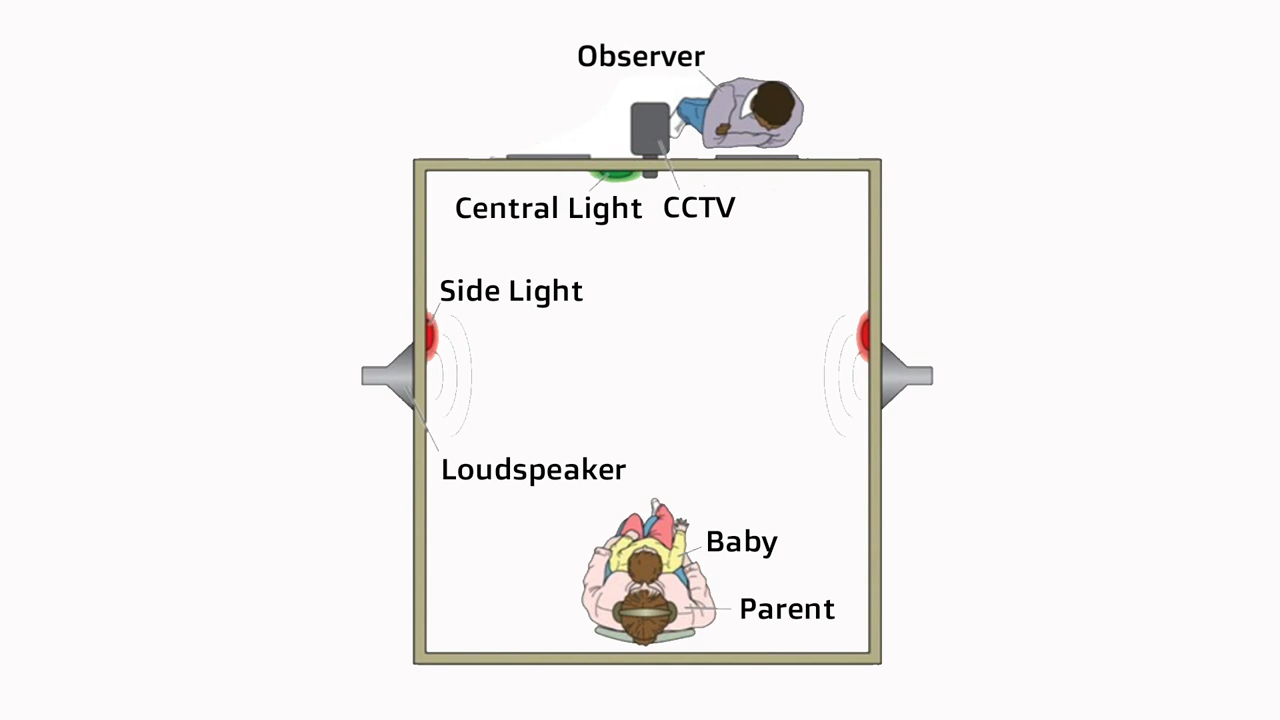 Observer
Central Light
CCTV
Side Light
Loudspeaker
Baby
Parent